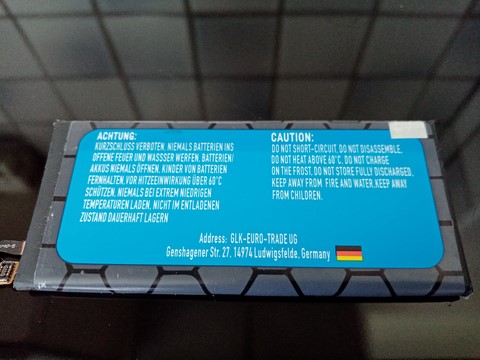 ACHTUNG:
KURZSCHLUSS VERBOTEN, NIEMALS BATTERIEN INS
OFFENE FEUER UND WASSSER WERFEN, BATTERIEN/
AKKUS NIEMALS ÖFFNEN, KINDER VON BATTERIEN
FERNHALTEN, VOR HITZEEINWIRKUNG ÜBER 60°C
SCHÜTZEN, NIEMALS BEI EXTREM NIEDRIGEN
TEMPERATUREN LADEN, NICHT IM ENTLADENEN
ZUSTAND DAUERHAFT LAGERN
CAUTION:
DO NOT SHORT-CIRCUIT, DO NOT DISASSEMBLE,
DO NOT HEAT ABOVE 60°C, DO NOT CHARGE
ON THE FROST, DO NOT STORE FULLY DISCHARGED,
KEEP AWAY FROM FIRE AND WATER,KEEP AWAY
FROM CHILDREN.
Address: GLK-EURO-TRADE UG
Genshagener Str. 27, 14974 Ludwigsfelde, Germany